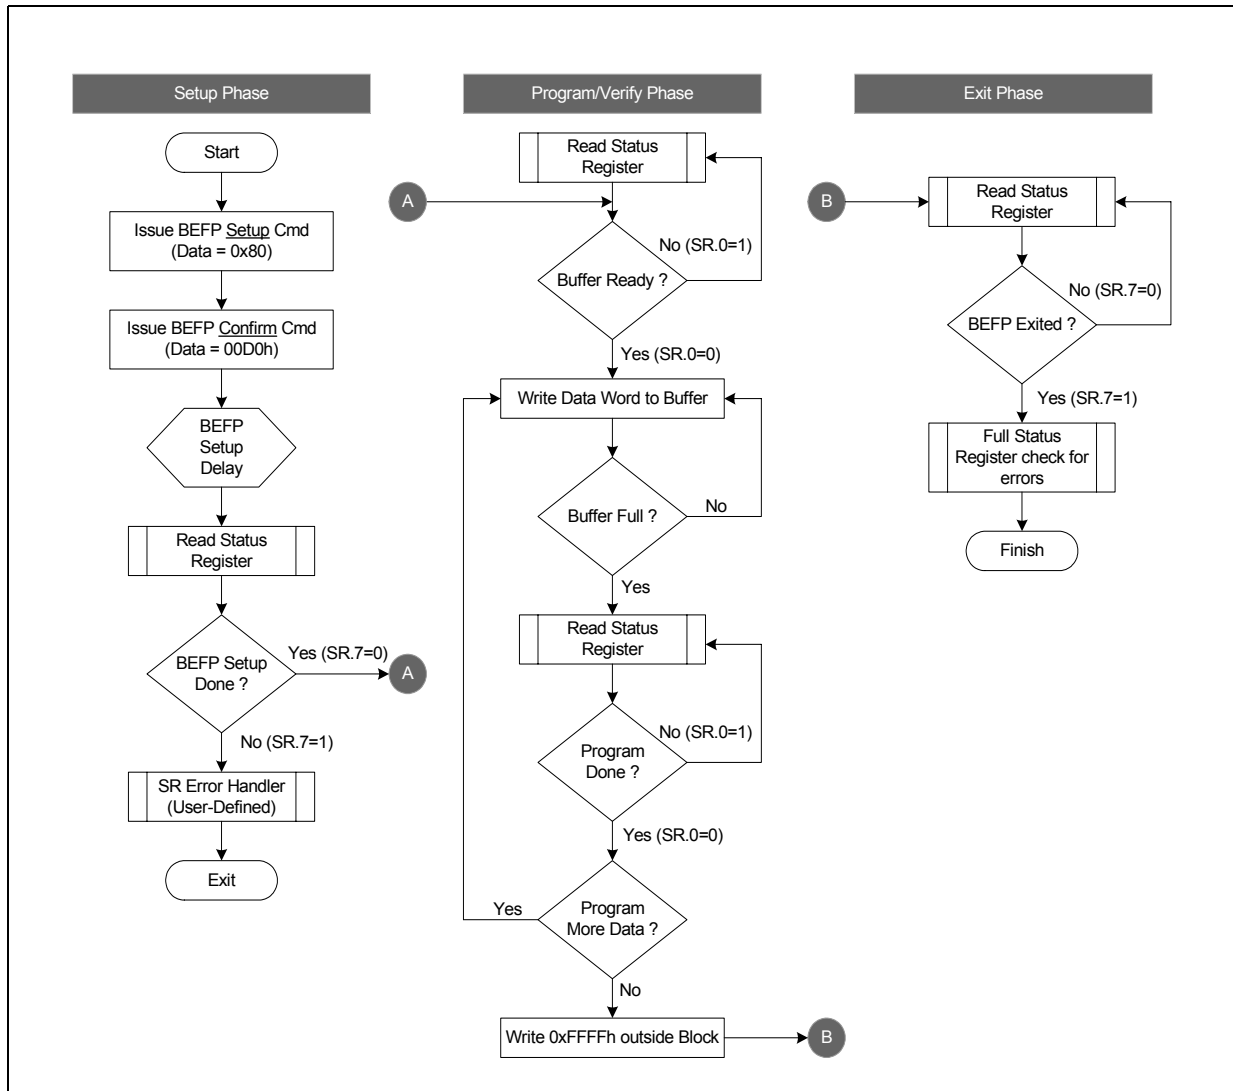 Setup Phase
Start
Issue BEFP Setup Cmd
(Data = 0x80)
Issue BEFP Confirm Cmd
(Data = 00D0h)
BEFP
Setup
Delay
Read Status
Register
BEFP Setup
Done ?
Yes (SR.7=0)
A
No (SR.7=1)
SR Error Handler
(User-Defined)
Exit
Program/Verify Phase
Read Status
Register
A
Buffer Ready ?
No (SR.0=1)
Yes (SR.0=0)
Write Data Word to Buffer
Buffer Full ?
No
Yes
Read Status
Register
Program
Done ?
No (SR.0=1)
Yes (SR.0=0)
Program
More Data ?
Yes
No
Write 0xFFFFh outside Block
B
Exit Phase
B
Read Status
Register
BEFP Exited ?
No (SR.7=0)
Yes (SR.7=1)
Full Status
Register check for
errors
Finish